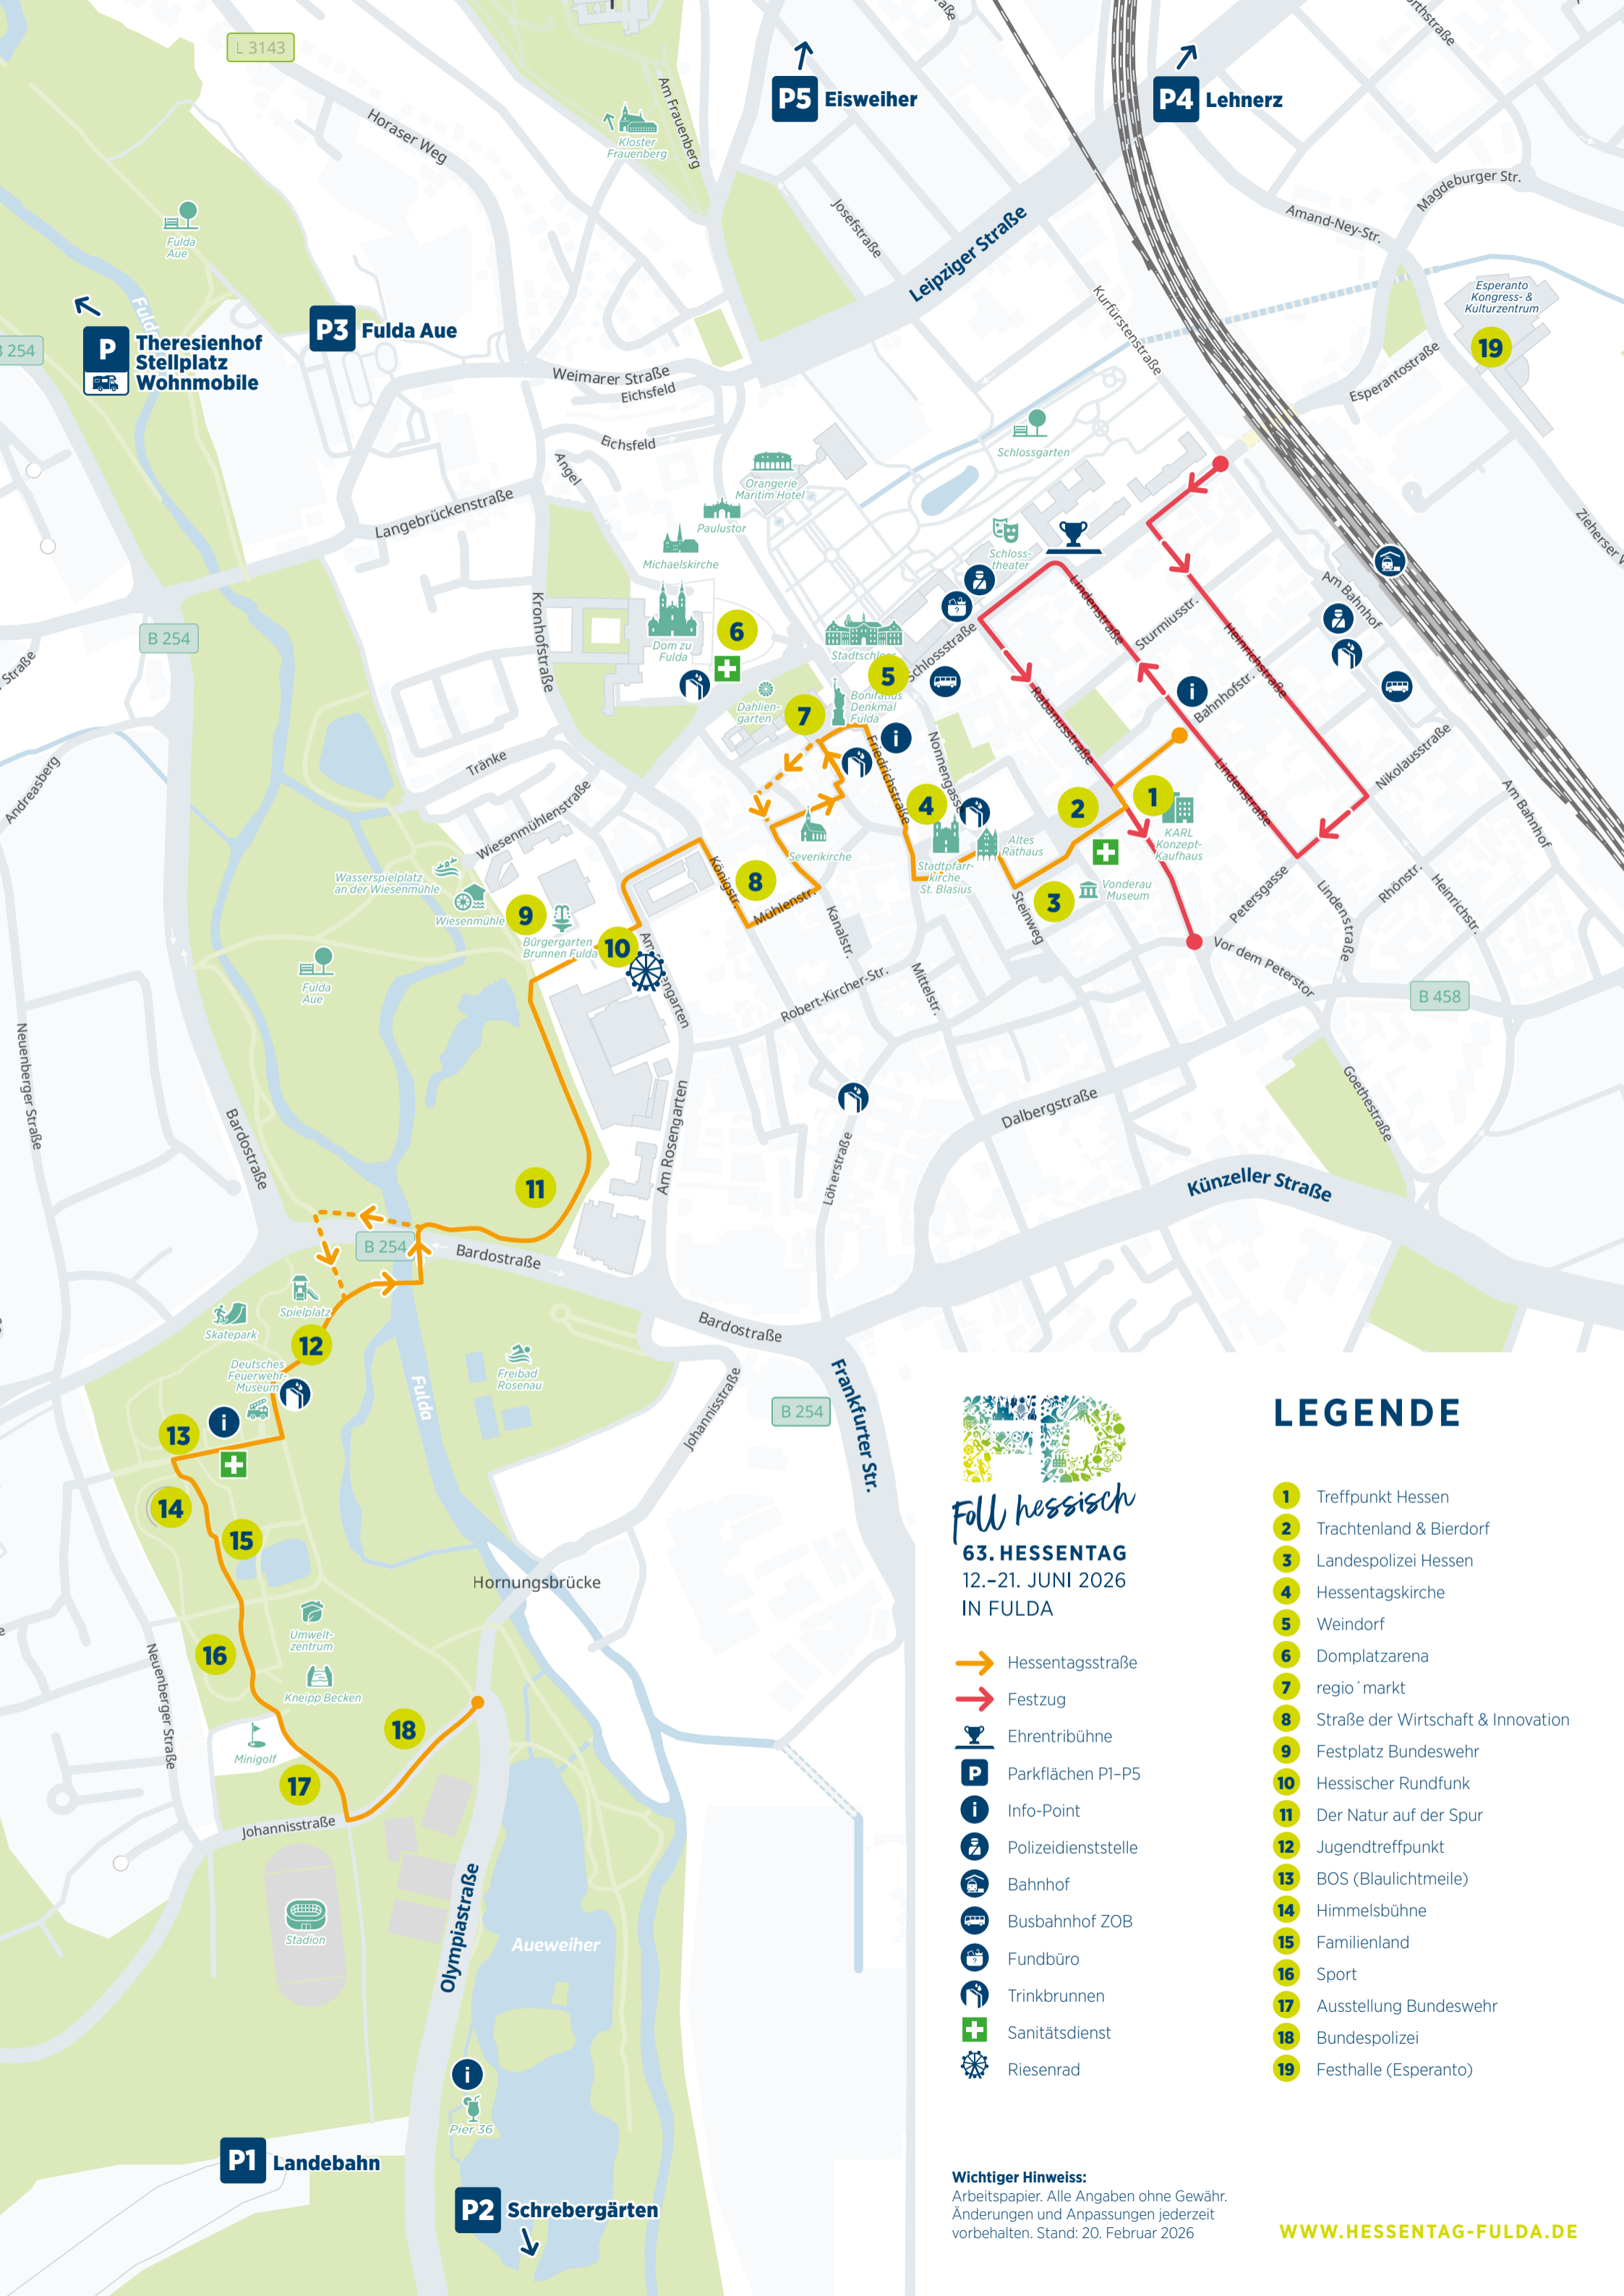 L 3143
Horaser Weg
Am Frauenberg
Kloster
Frauenberg
P5 Eisweiher
P4 Lehnerz
Josefstraße
Leipziger Straße
Magdeburger Str.
Amand-Ney-Str.
Kurfürstenstraße
Esperanto
Kongress- &
Kulturzentrum
19
Esperantostraße
Fulda
Aue
Fulda
B 254
P Theresienhof
Stellplatz
Wohnmobile
P3 Fulda Aue
Weimarer Straße
Eichsfeld
Eichsfeld
Angel
Langebrückenstraße
Schlossgarten
Orangerie
Maritim Hotel
Paulustor
Michaelskirche
Schloss-
theater
Am Bahnhof
Kronhofstraße
Dom zu
Fulda
6
Stadtschloss
5
Schlossstraße
Lindenstraße
Sturmiusstr.
Heinrichstraße
Bahnhofstr.
i
Rabanusstraße
B 254
Dahlien-
garten
7
Bonifatius
Denkmal
Fulda
i
Friedrichstraße
Nonnengasse
4
2
1
KARL
Konzept-
Kaufhaus
Lindenstraße
Nikolausstraße
Am Bahnhof
Andreasberg
Tränke
Wiesenmühlenstraße
Wasserspielplatz
an der Wiesenmühle
Wiesenmühle
9
Bürgergarten
Brunnen Fulda
10
Königstr.
8
Mühlenstr.
Severikirche
Kanalstr.
Stadtpfarr-
kirche
St. Blasius
Altes
Rathaus
Steinweg
3
Vonderau
Museum
Petersgasse
Lindenstraße
Rhönstr.
Heinrichstr.
Vor dem Peterstor
B 458
Mittelstr.
Robert-Kircher-Str.
Fulda
Aue
Neuenberger Straße
Bardostraße
Am Rosengarten
Löherstraße
Dalbergstraße
Goethestraße
Künzeller Straße
11
B 254
Bardostraße
Spielplatz
Skatepark
12
Deutsches
Feuerwehr-
Museum
Freibad
Rosenau
Fulda
Bardostraße
Johannisstraße
B 254
Frankfurter Str.
13
i
14
15
Hornungsbrücke
Umwelt-
zentrum
16
Kneipp Becken
Neuenberger Straße
18
Minigolf
17
Johannisstraße
Stadion
Olympiastraße
Aueweiher
i
Pier 36
P1 Landebahn
P2 Schrebergärten
HD
Foll hessisch
63. HESSENTAG
12.–21. JUNI 2026
IN FULDA
Hessentagsstraße
Festzug
Ehrentribühne
P Parkflächen P1–P5
i Info-Point
Polizeidienststelle
Bahnhof
Busbahnhof ZOB
Fundbüro
Trinkbrunnen
Sanitätsdienst
Riesenrad
LEGENDE
1 Treffpunkt Hessen
2 Trachtenland & Bierdorf
3 Landespolizei Hessen
4 Hessentagskirche
5 Weindorf
6 Domplatzarena
7 regio´markt
8 Straße der Wirtschaft & Innovation
9 Festplatz Bundeswehr
10 Hessischer Rundfunk
11 Der Natur auf der Spur
12 Jugendtreffpunkt
13 BOS (Blaulichtmeile)
14 Himmelsbühne
15 Familienland
16 Sport
17 Ausstellung Bundeswehr
18 Bundespolizei
19 Festhalle (Esperanto)
Wichtiger Hinweiss:
Arbeitspapier. Alle Angaben ohne Gewähr.
Änderungen und Anpassungen jederzeit
vorbehalten. Stand: 20. Februar 2026
WWW.HESSENTAG-FULDA.DE